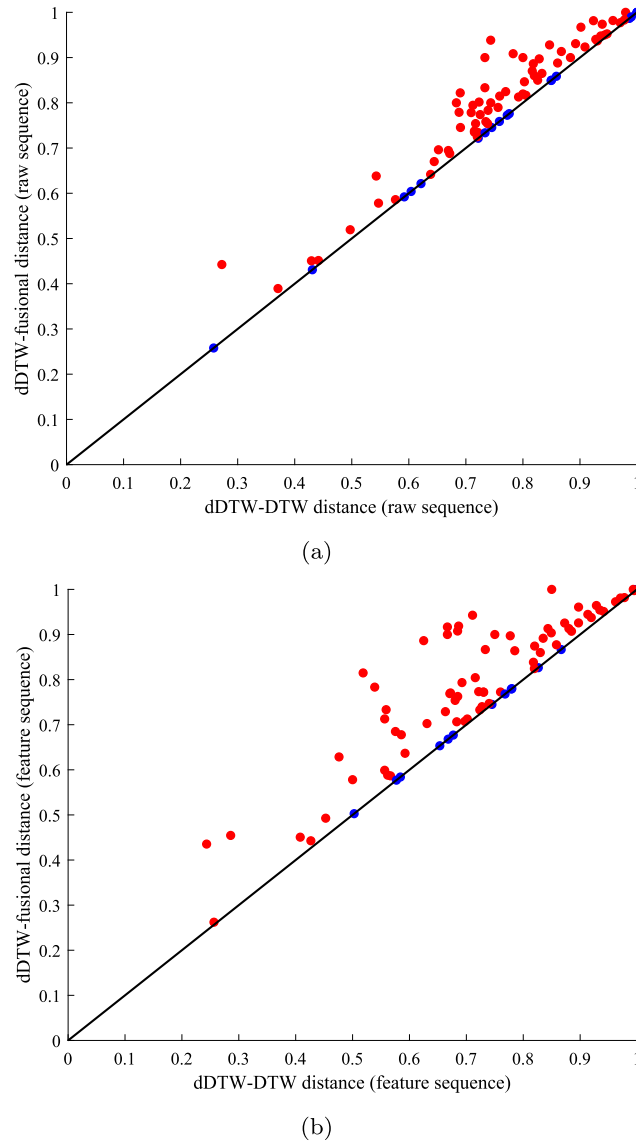 1
0.9
0.8
0.7
0.6
0.5
0.4
0.3
0.2
0.1
0
dDTW-fusional distance (raw sequence)
0 0.1 0.2 0.3 0.4 0.5 0.6 0.7 0.8 0.9 1
dDTW-DTW distance (raw sequence)
(a)
1
0.9
0.8
0.7
0.6
0.5
0.4
0.3
0.2
0.1
0
dDTW-fusional distance (feature sequence)
0 0.1 0.2 0.3 0.4 0.5 0.6 0.7 0.8 0.9 1
dDTW-DTW distance (feature sequence)
(b)